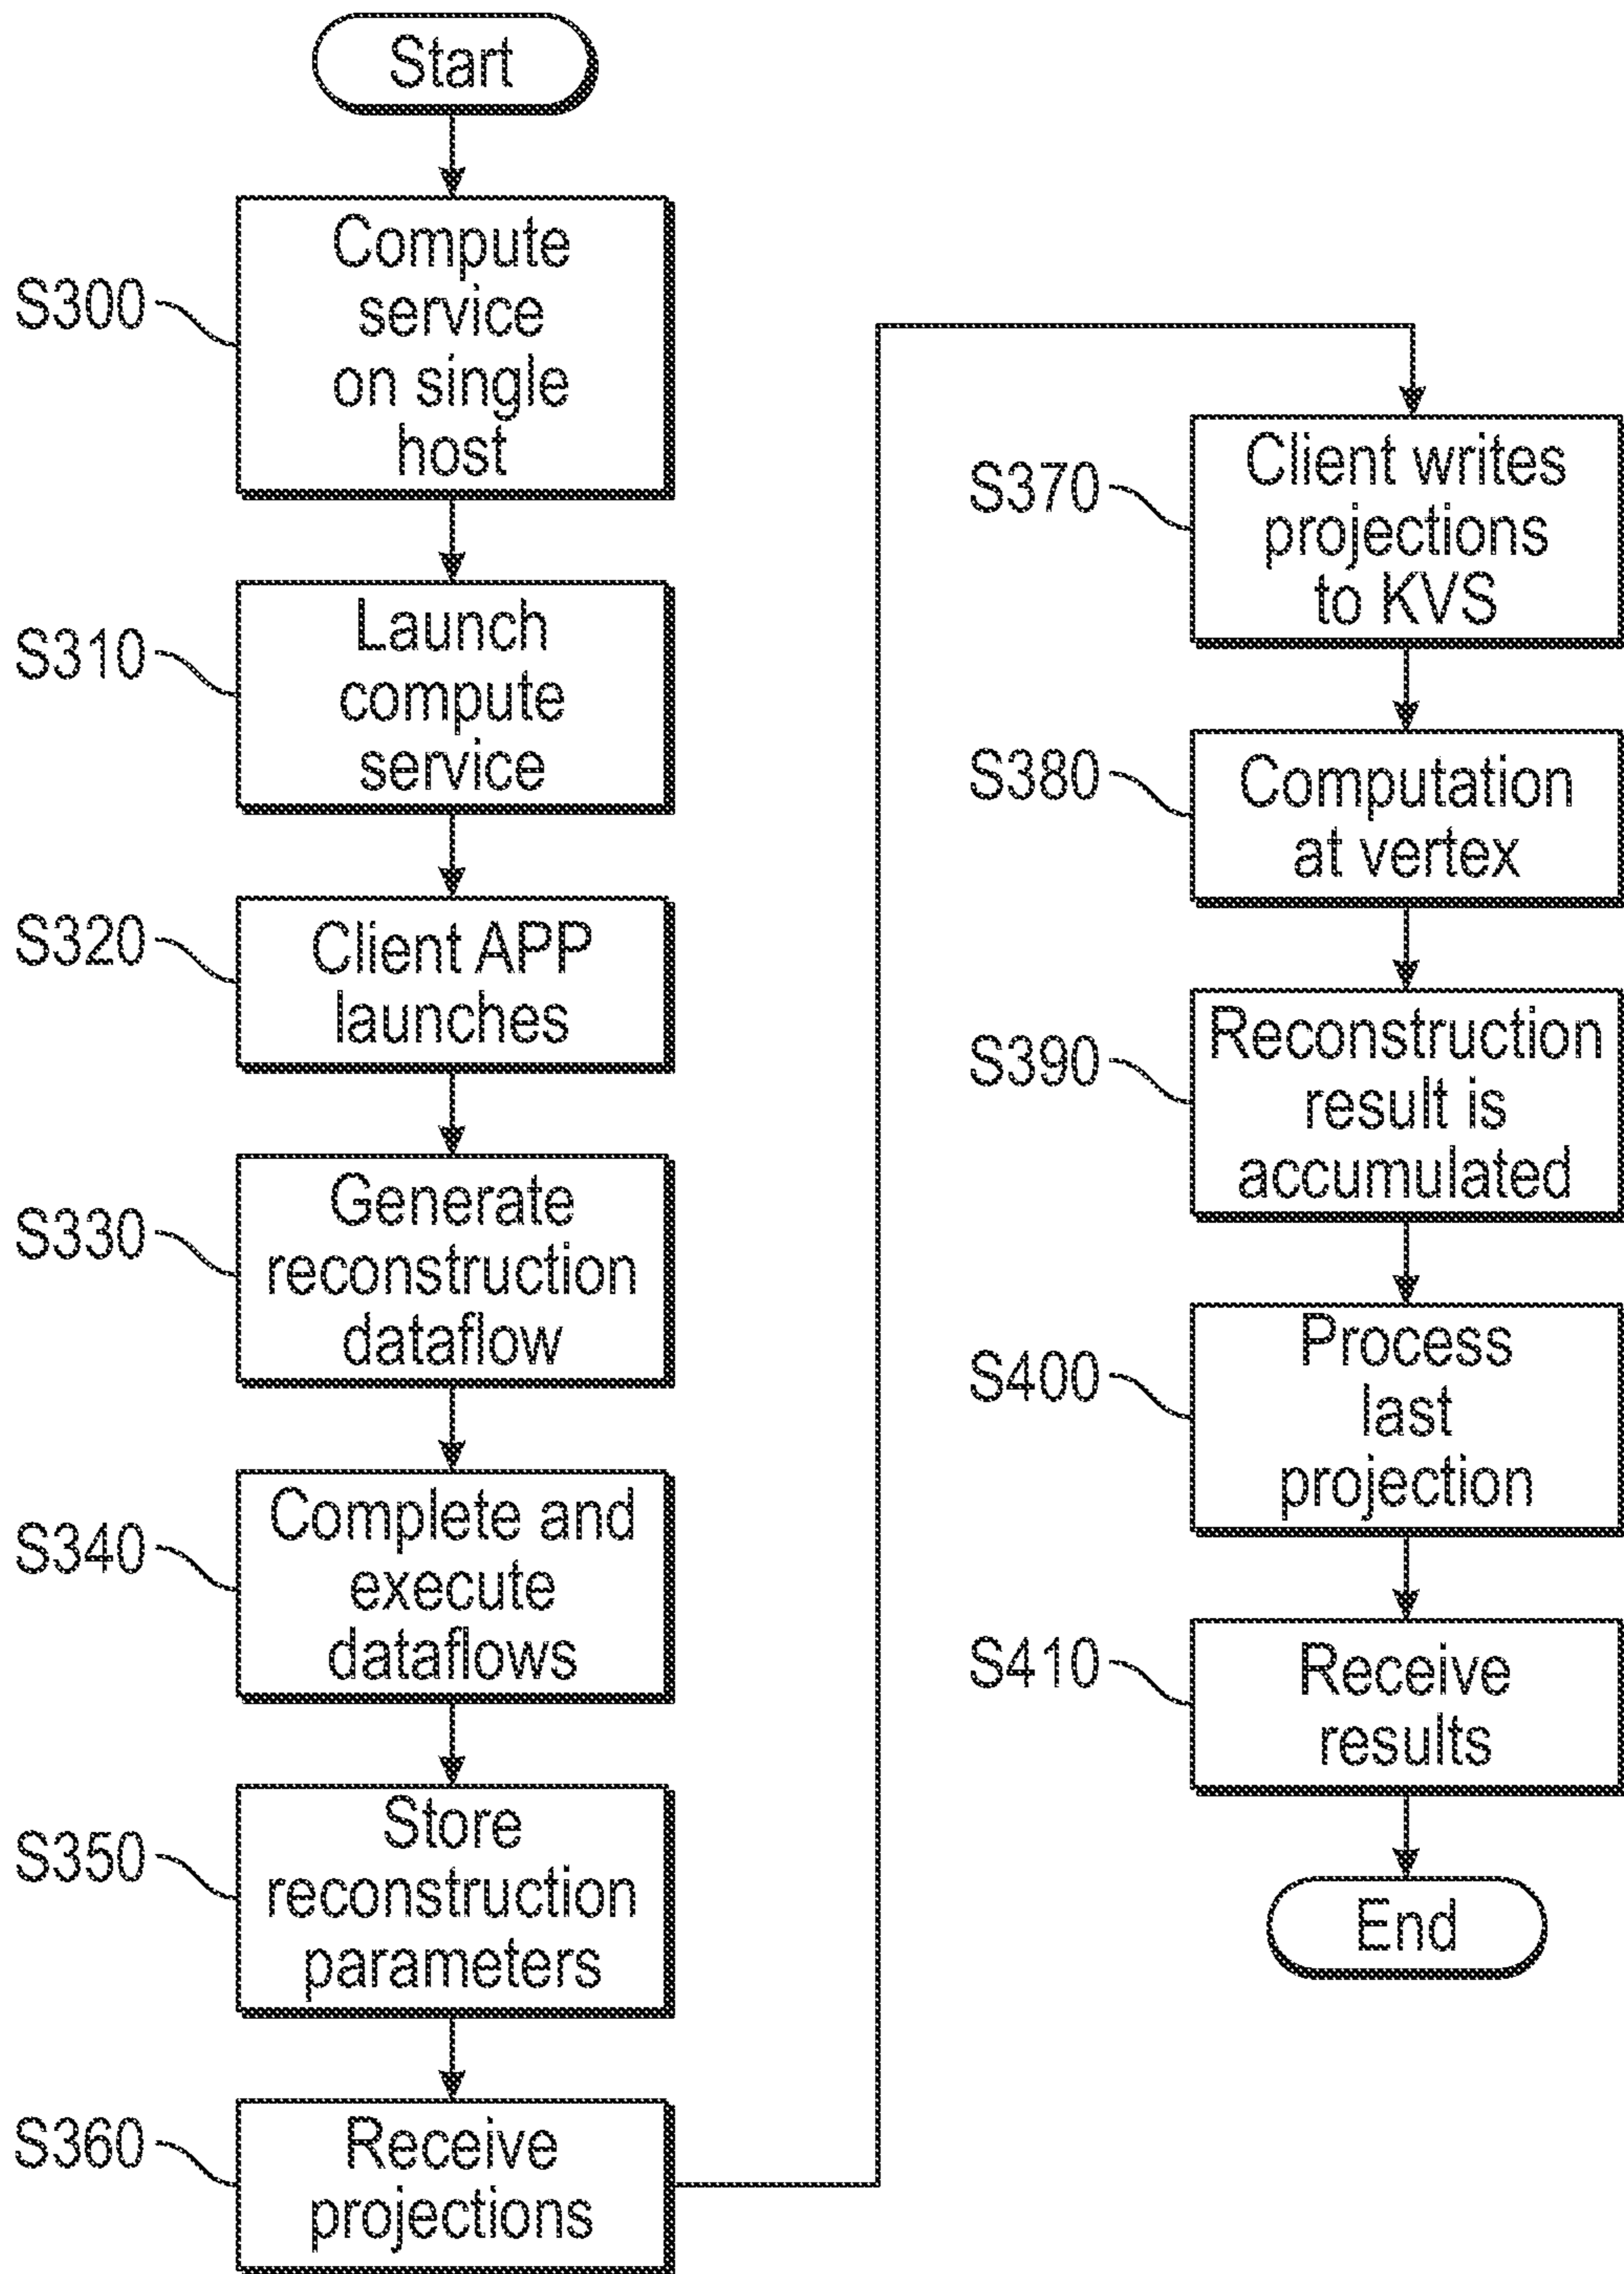 Start
S300
Compute
service
on single
host
S310
Launch
compute
service
S320
Client APP
launches
S330
Generate
reconstruction
dataflow
S340
Complete and
execute
dataflows
S350
Store
reconstruction
parameters
S360
Receive
projections
S370
Client writes
projections
to KVS
S380
Computation
at vertex
S390
Reconstruction
result is
accumulated
S400
Process
last
projection
S410
Receive
results
End